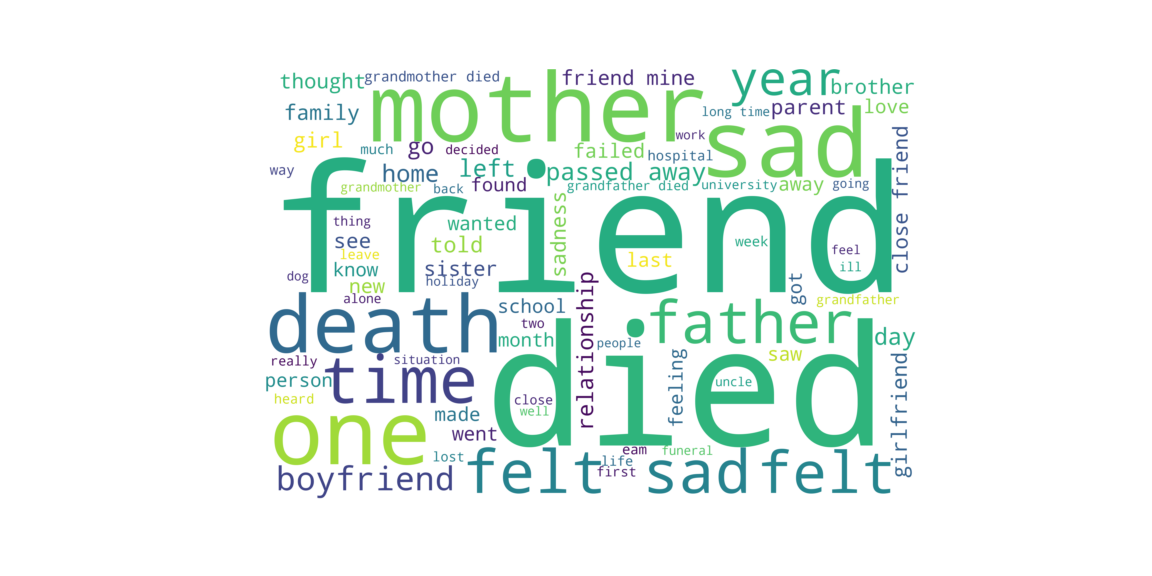 thought
grandmother died
friend mine
year
brother
mother
family
long time
parent
love
girl
work
sad
much
go
decided
failed
hospital
close friend
way
home
left
passed away
grandmother
back
found
grandfather died
university
away
going
friend
thing
wanted
sadness
week
see
told
feel
leave
last
know
sister
ill
dog
holiday
new
got
alone
grandfather
death
school
relationship
father
two
month
people
day
really
situation
time
feeling
saw
person
uncle
girlfriend
heard
died
close
one
made
well
went
eam
funeral
lost
felt
life
first
sad felt
boyfriend